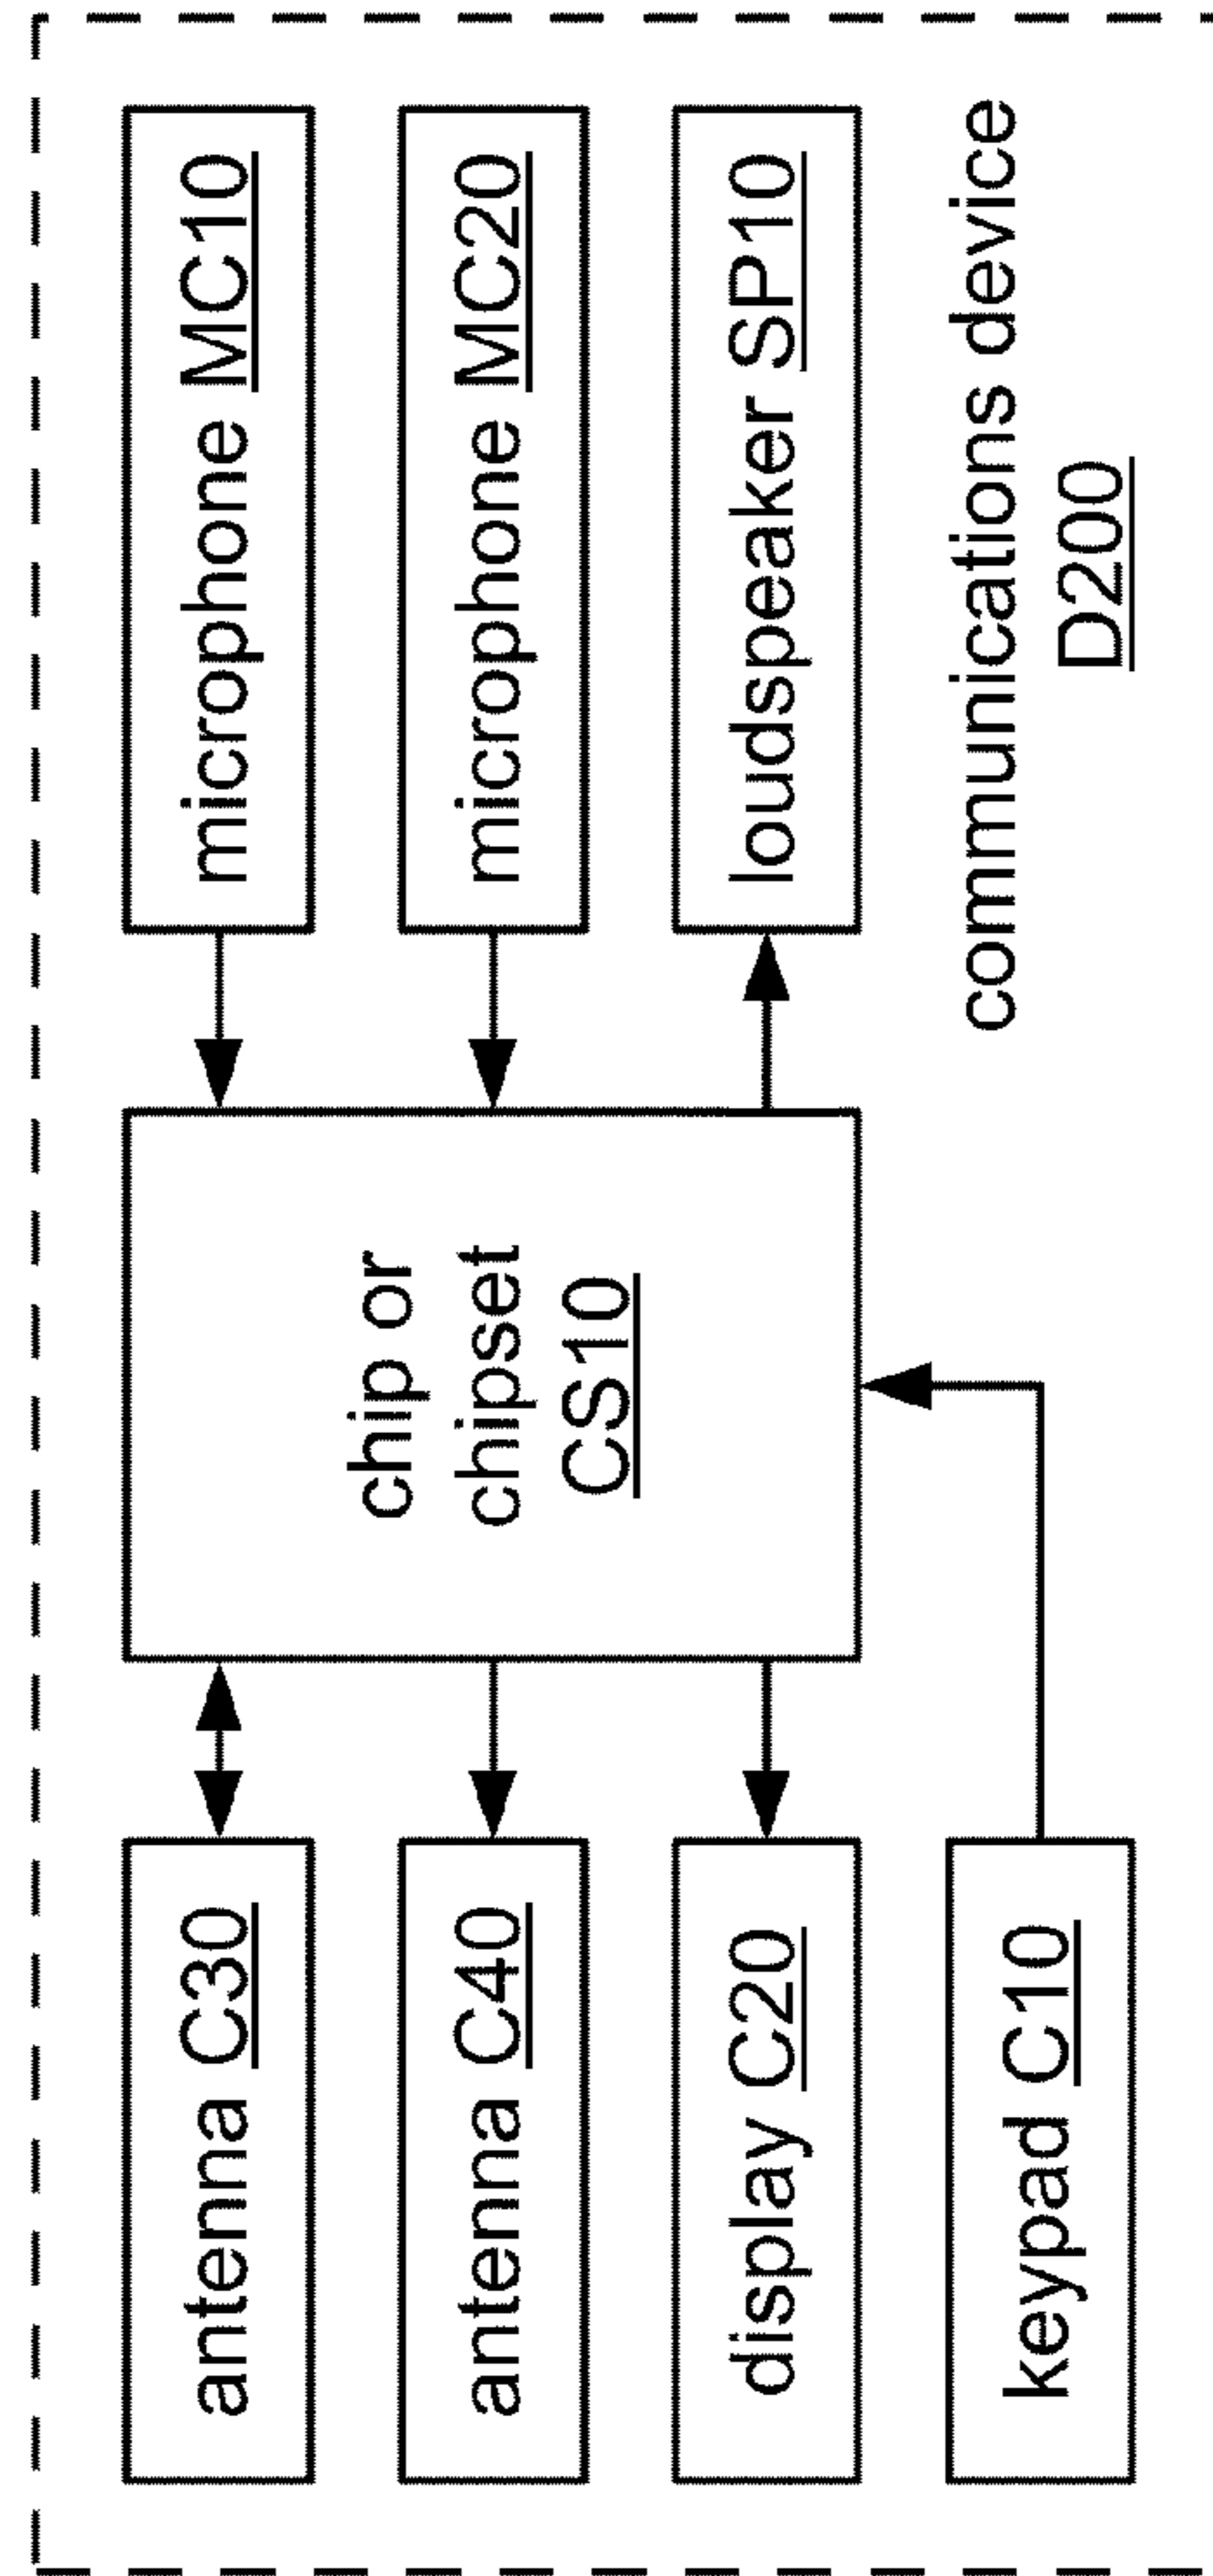 antenna C30
antenna C40
display C20
keypad C10
chip or
chipset
CS10
microphone MC10
microphone MC20
loudspeaker SP10
communications device
D200